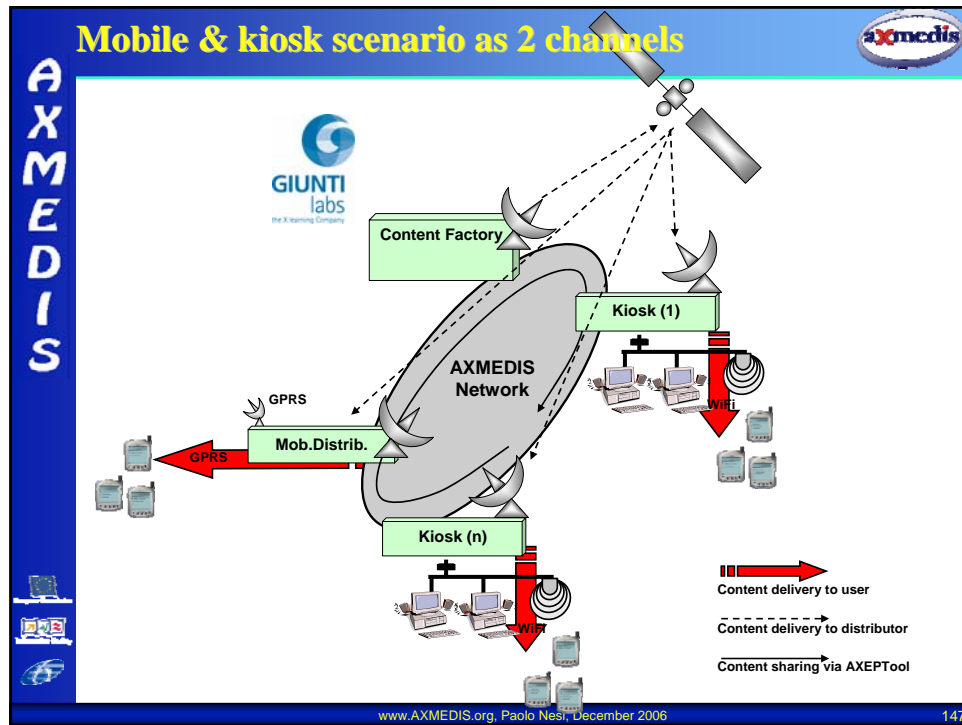 Mobile & kiosk scenario as 2 channels
axmedis
AXMEDIS
GIUNTI
labs
the X-learning Company
Content Factory
Kiosk (1)
AXMEDIS
Network
WiFi
GPRS
Mob.Distrib.
GPRS
Kiosk (n)
WiFi
Content delivery to user
Content delivery to distributor
Content sharing via AXEPTool
www.AXMEDIS.org, Paolo Nesi, December 2006
147